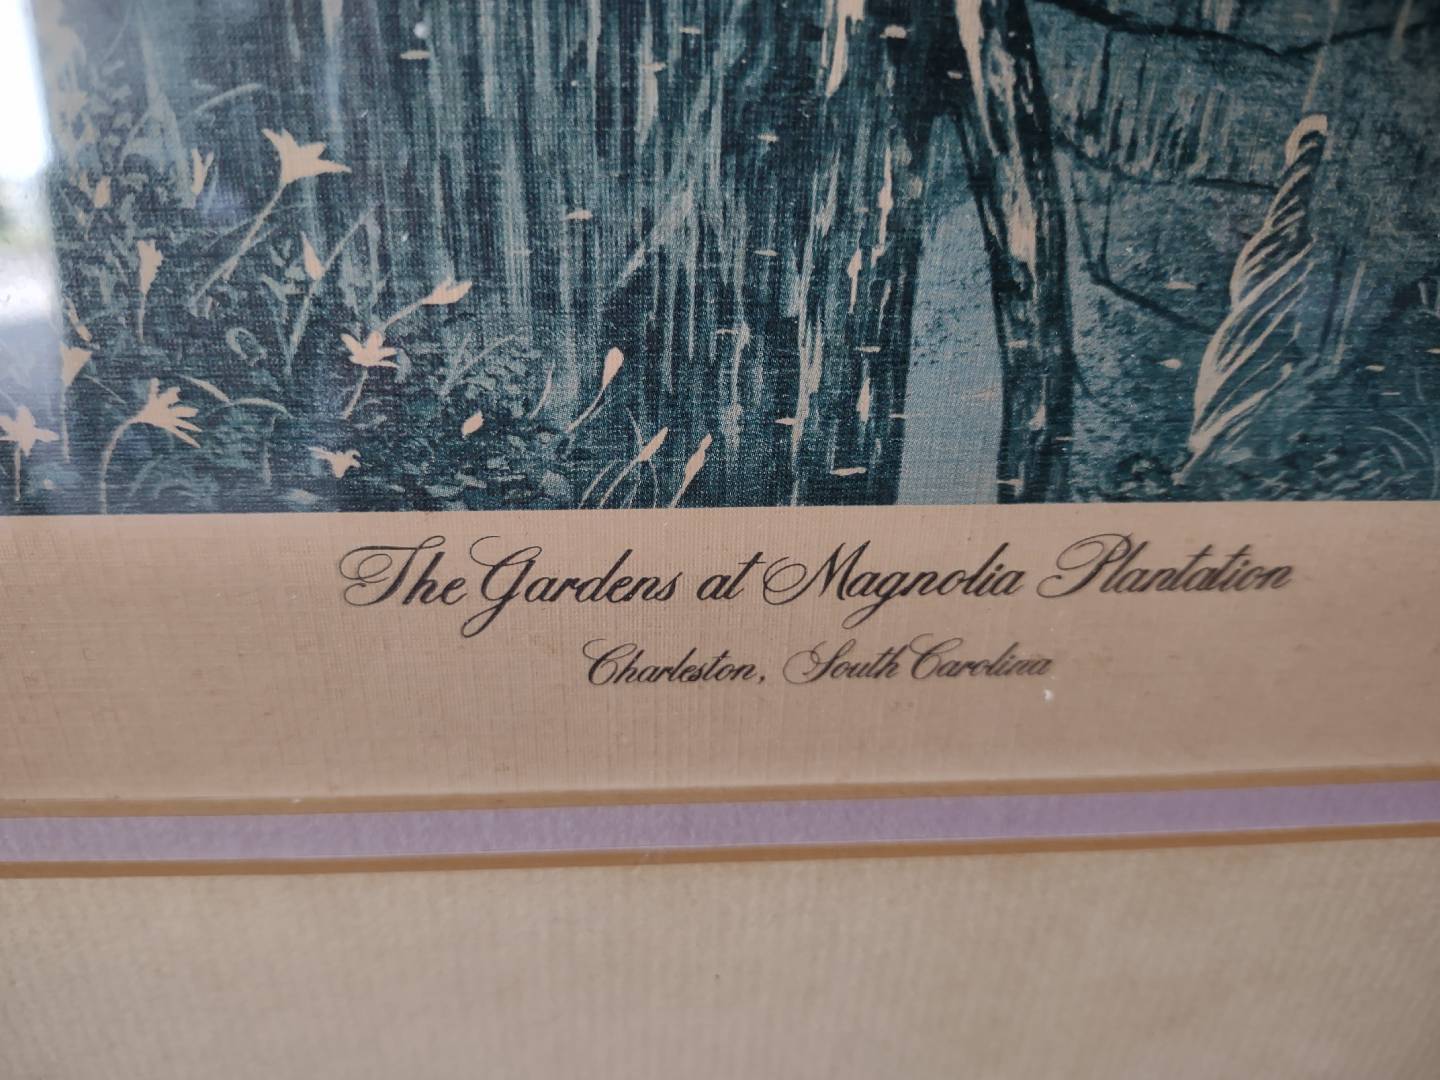 The Gardens at Magnolia Plantation
Charleston, South Carolina